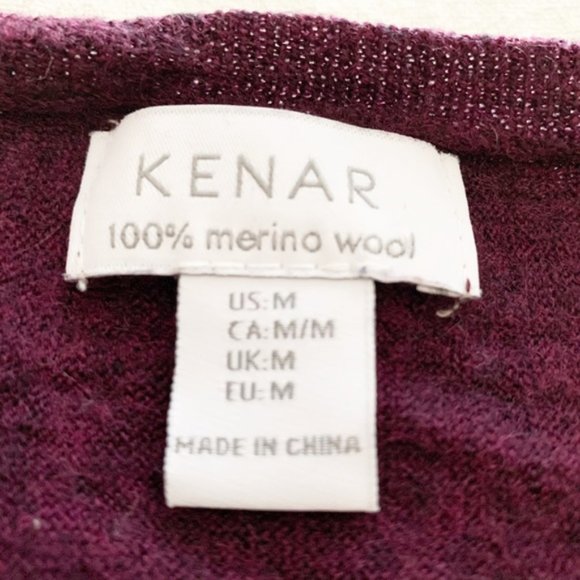 KENAR
100% merino wool
US:M
CA:M/M
UK:M
EU:M
MADE IN CHINA